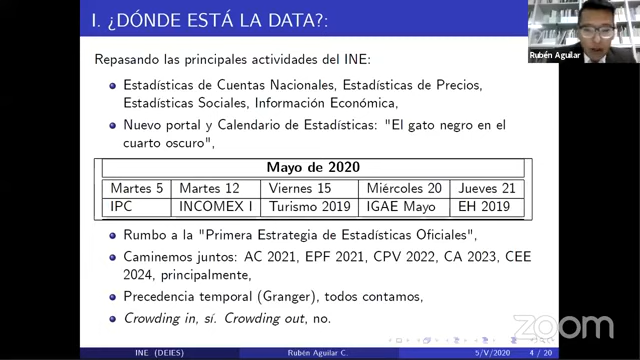 I. ¿DÓNDE ESTÁ LA DATA?:
Repasando las principales actividades del INE:
Estadísticas de Cuentas Nacionales, Estadísticas de Precios,
Estadísticas Sociales, Información Económica,
Nuevo portal y Calendario de Estadísticas: "El gato negro en el
cuarto oscuro",
Mayo de 2020
Martes 5 Martes 12 Viernes 15 Miércoles 20 Jueves 21
IPC INCOMEX I Turismo 2019 IGAE Mayo EH 2019
Rumbo a la "Primera Estrategia de Estadísticas Oficiales",
Caminemos juntos: AC 2021, EPF 2021, CPV 2022, CA 2023, CEE
2024, principalmente,
Precedencia temporal (Granger), todos contamos,
Crowding in, sí. Crowding out, no.
INE (DEIES) Rubén Aguilar C. 5/V/2020 4 / 20
Rubén Aguilar
zoom